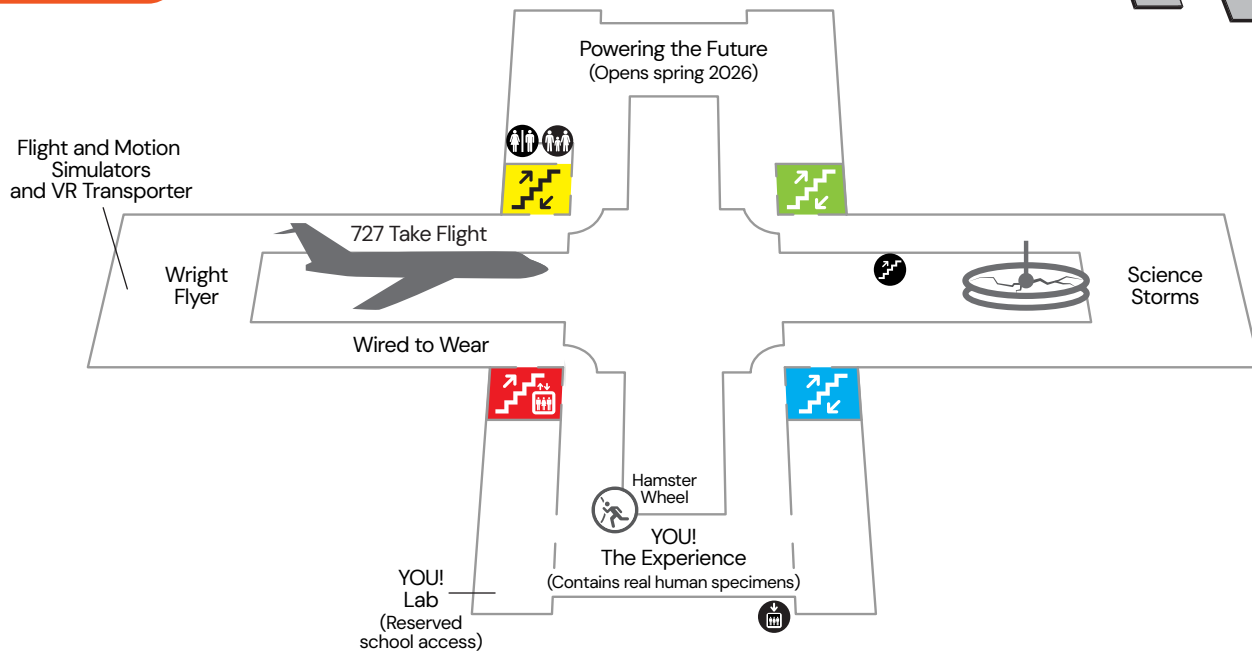 Powering the Future
(Opens spring 2026)
Flight and Motion
Simulators
and VR Transporter
727 Take Flight
Wright
Flyer
Science
Storms
Wired to Wear
Hamster
Wheel
YOU!
The Experience
(Contains real human specimens)
YOU!
Lab
(Reserved
school access)